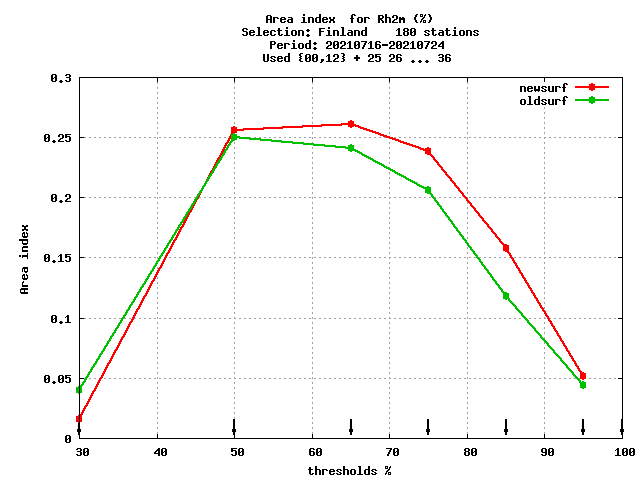 Area index  for Rh2m (%)
Selection: Finland    180 stations
Period: 20210716-20210724
Used {00,12} + 25 26 ... 36
newsurf
oldsurf
0.3
0.25
0.2
0.15
0.1
0.05
0
Area index
30 40 50 60 70 80 90 100
thresholds %